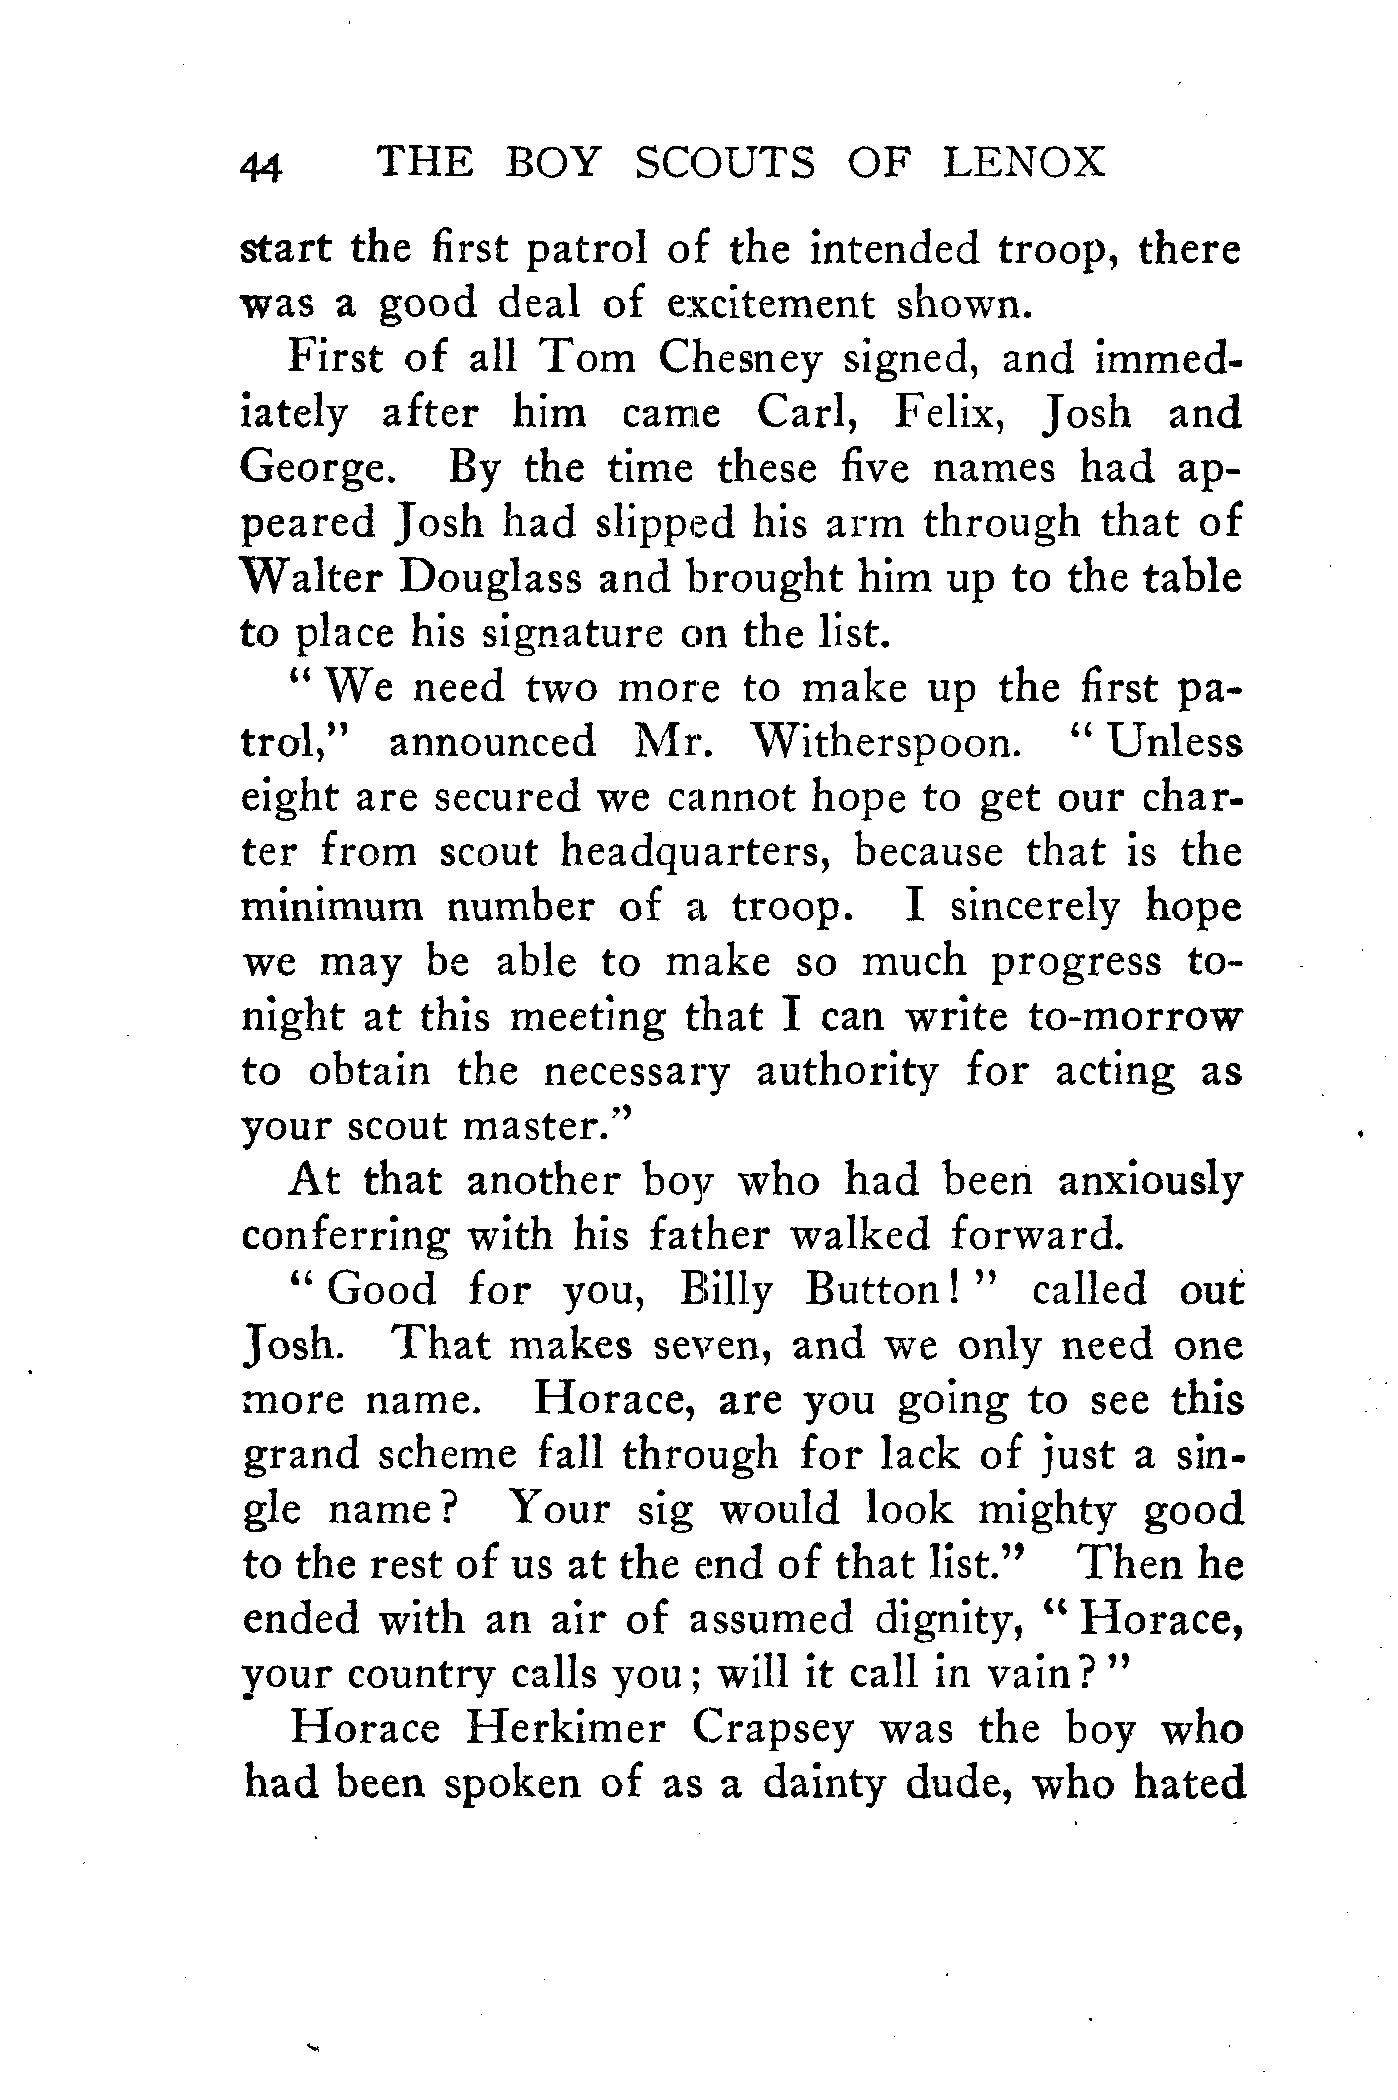 44 THE BOY SCOUTS OF LENOX
start the first patrol of the intended troop, there
was a good deal of excitement shown.
First of all Tom Chesney signed, and immed-
iately after him came Carl, Felix, Josh and
George. By the time these five names had ap-
peared Josh had slipped his arm through that of
Walter Douglass and brought him up to the table
to place his signature on the list.
“ We need two more to make up the first pa-
trol,” announced Mr. Witherspoon. “ Unless
eight are secured we cannot hope to get our char-
ter from scout headquarters, because that is the
minimum number of a troop. I sincerely hope
we may be able to make so much progress to-
night at this meeting that I can write to-morrow
to obtain the necessary authority for acting as
your scout master.”
At that another boy who had been anxiously
conferring with his father walked forward.
“ Good for you, Billy Button! ” called out
Josh. That makes seven, and we only need one
more name. Horace, are you going to see this
grand scheme fall through for lack of just a sin-
gle name? Your sig would look mighty good
to the rest of us at the end of that list.” Then he
ended with an air of assumed dignity, “ Horace,
your country calls you; will it call in vain? ”
Horace Herkimer Crapsey was the boy who
had been spoken of as a dainty dude, who hated